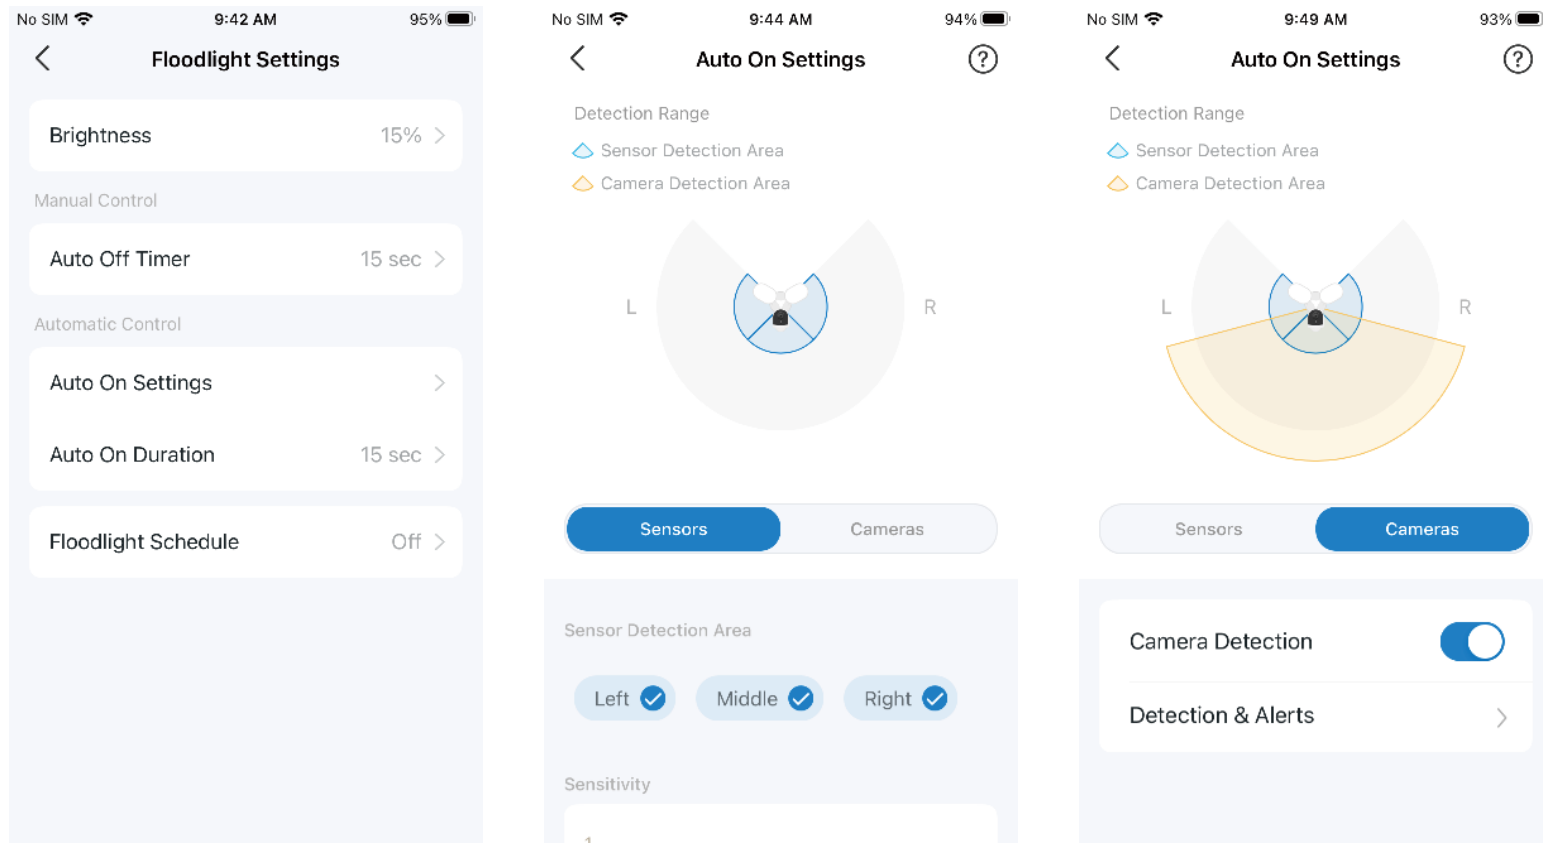 No SIM 9:42 AM 95%
Floodlight Settings
Brightness 15%
Manual Control
Auto Off Timer 15 sec
Automatic Control
Auto On Settings
Auto On Duration 15 sec
Floodlight Schedule Off
No SIM 9:44 AM 94%
Auto On Settings ?
Detection Range
Sensor Detection Area
Camera Detection Area
L R
Sensors Cameras
Sensor Detection Area
Left Middle Right
Sensitivity
1
No SIM 9:49 AM 93%
Auto On Settings ?
Detection Range
Sensor Detection Area
Camera Detection Area
L R
Sensors Cameras
Camera Detection
Detection & Alerts